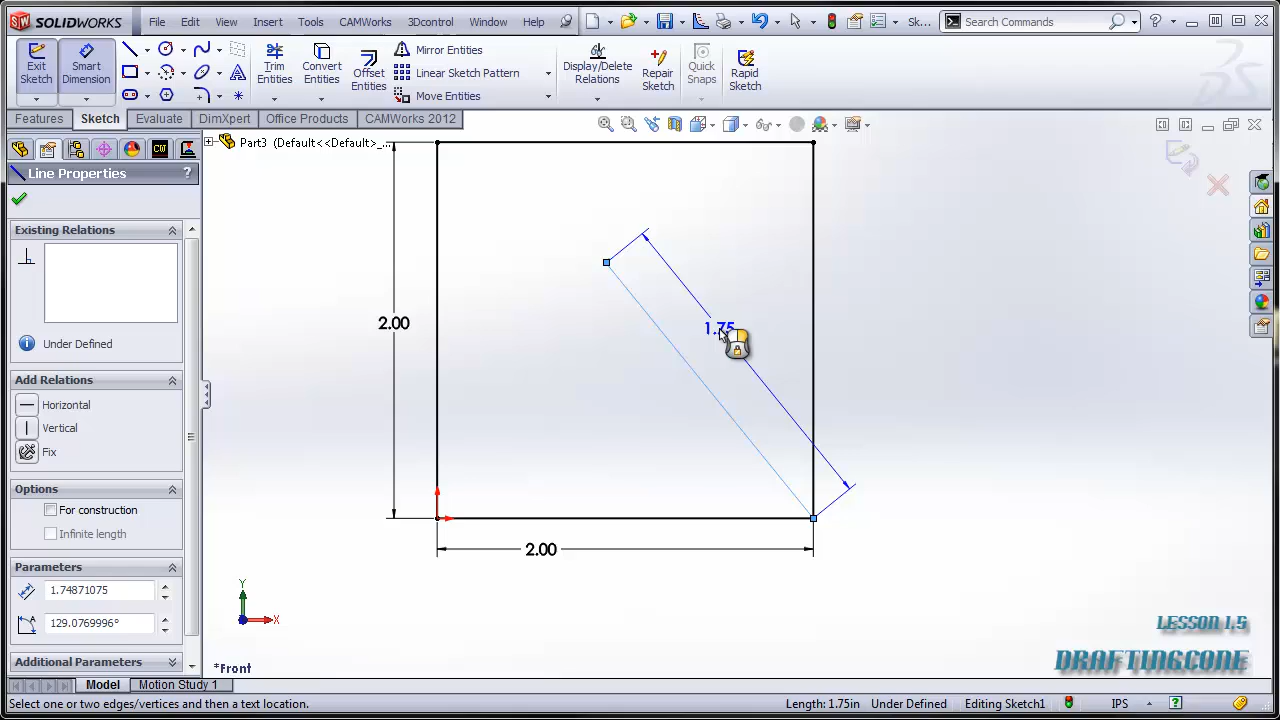 SOLIDWORKS File Edit View Insert Tools CAMWorks 3Dcontrol Window Help Sk... Search Commands
Exit Sketch
Smart Dimension
Trim Entities
Convert Entities
Offset Entities
Mirror Entities
Linear Sketch Pattern
Move Entities
Display/Delete Relations
Repair Sketch
Quick Snaps
Rapid Sketch
Features Sketch Evaluate DimXpert Office Products CAMWorks 2012
Part3 (Default<<Default>_...
Line Properties ?
Existing Relations
Under Defined
Add Relations
Horizontal
Vertical
Fix
Options
For construction
Infinite length
Parameters
1.74871075
129.0769996°
Additional Parameters
1.75
2.00
2.00
Y
X
*Front
LESSON 1.5
DRAFTINGCONE
Model Motion Study 1
Select one or two edges/vertices and then a text location. Length: 1.75in Under Defined Editing Sketch1 IPS